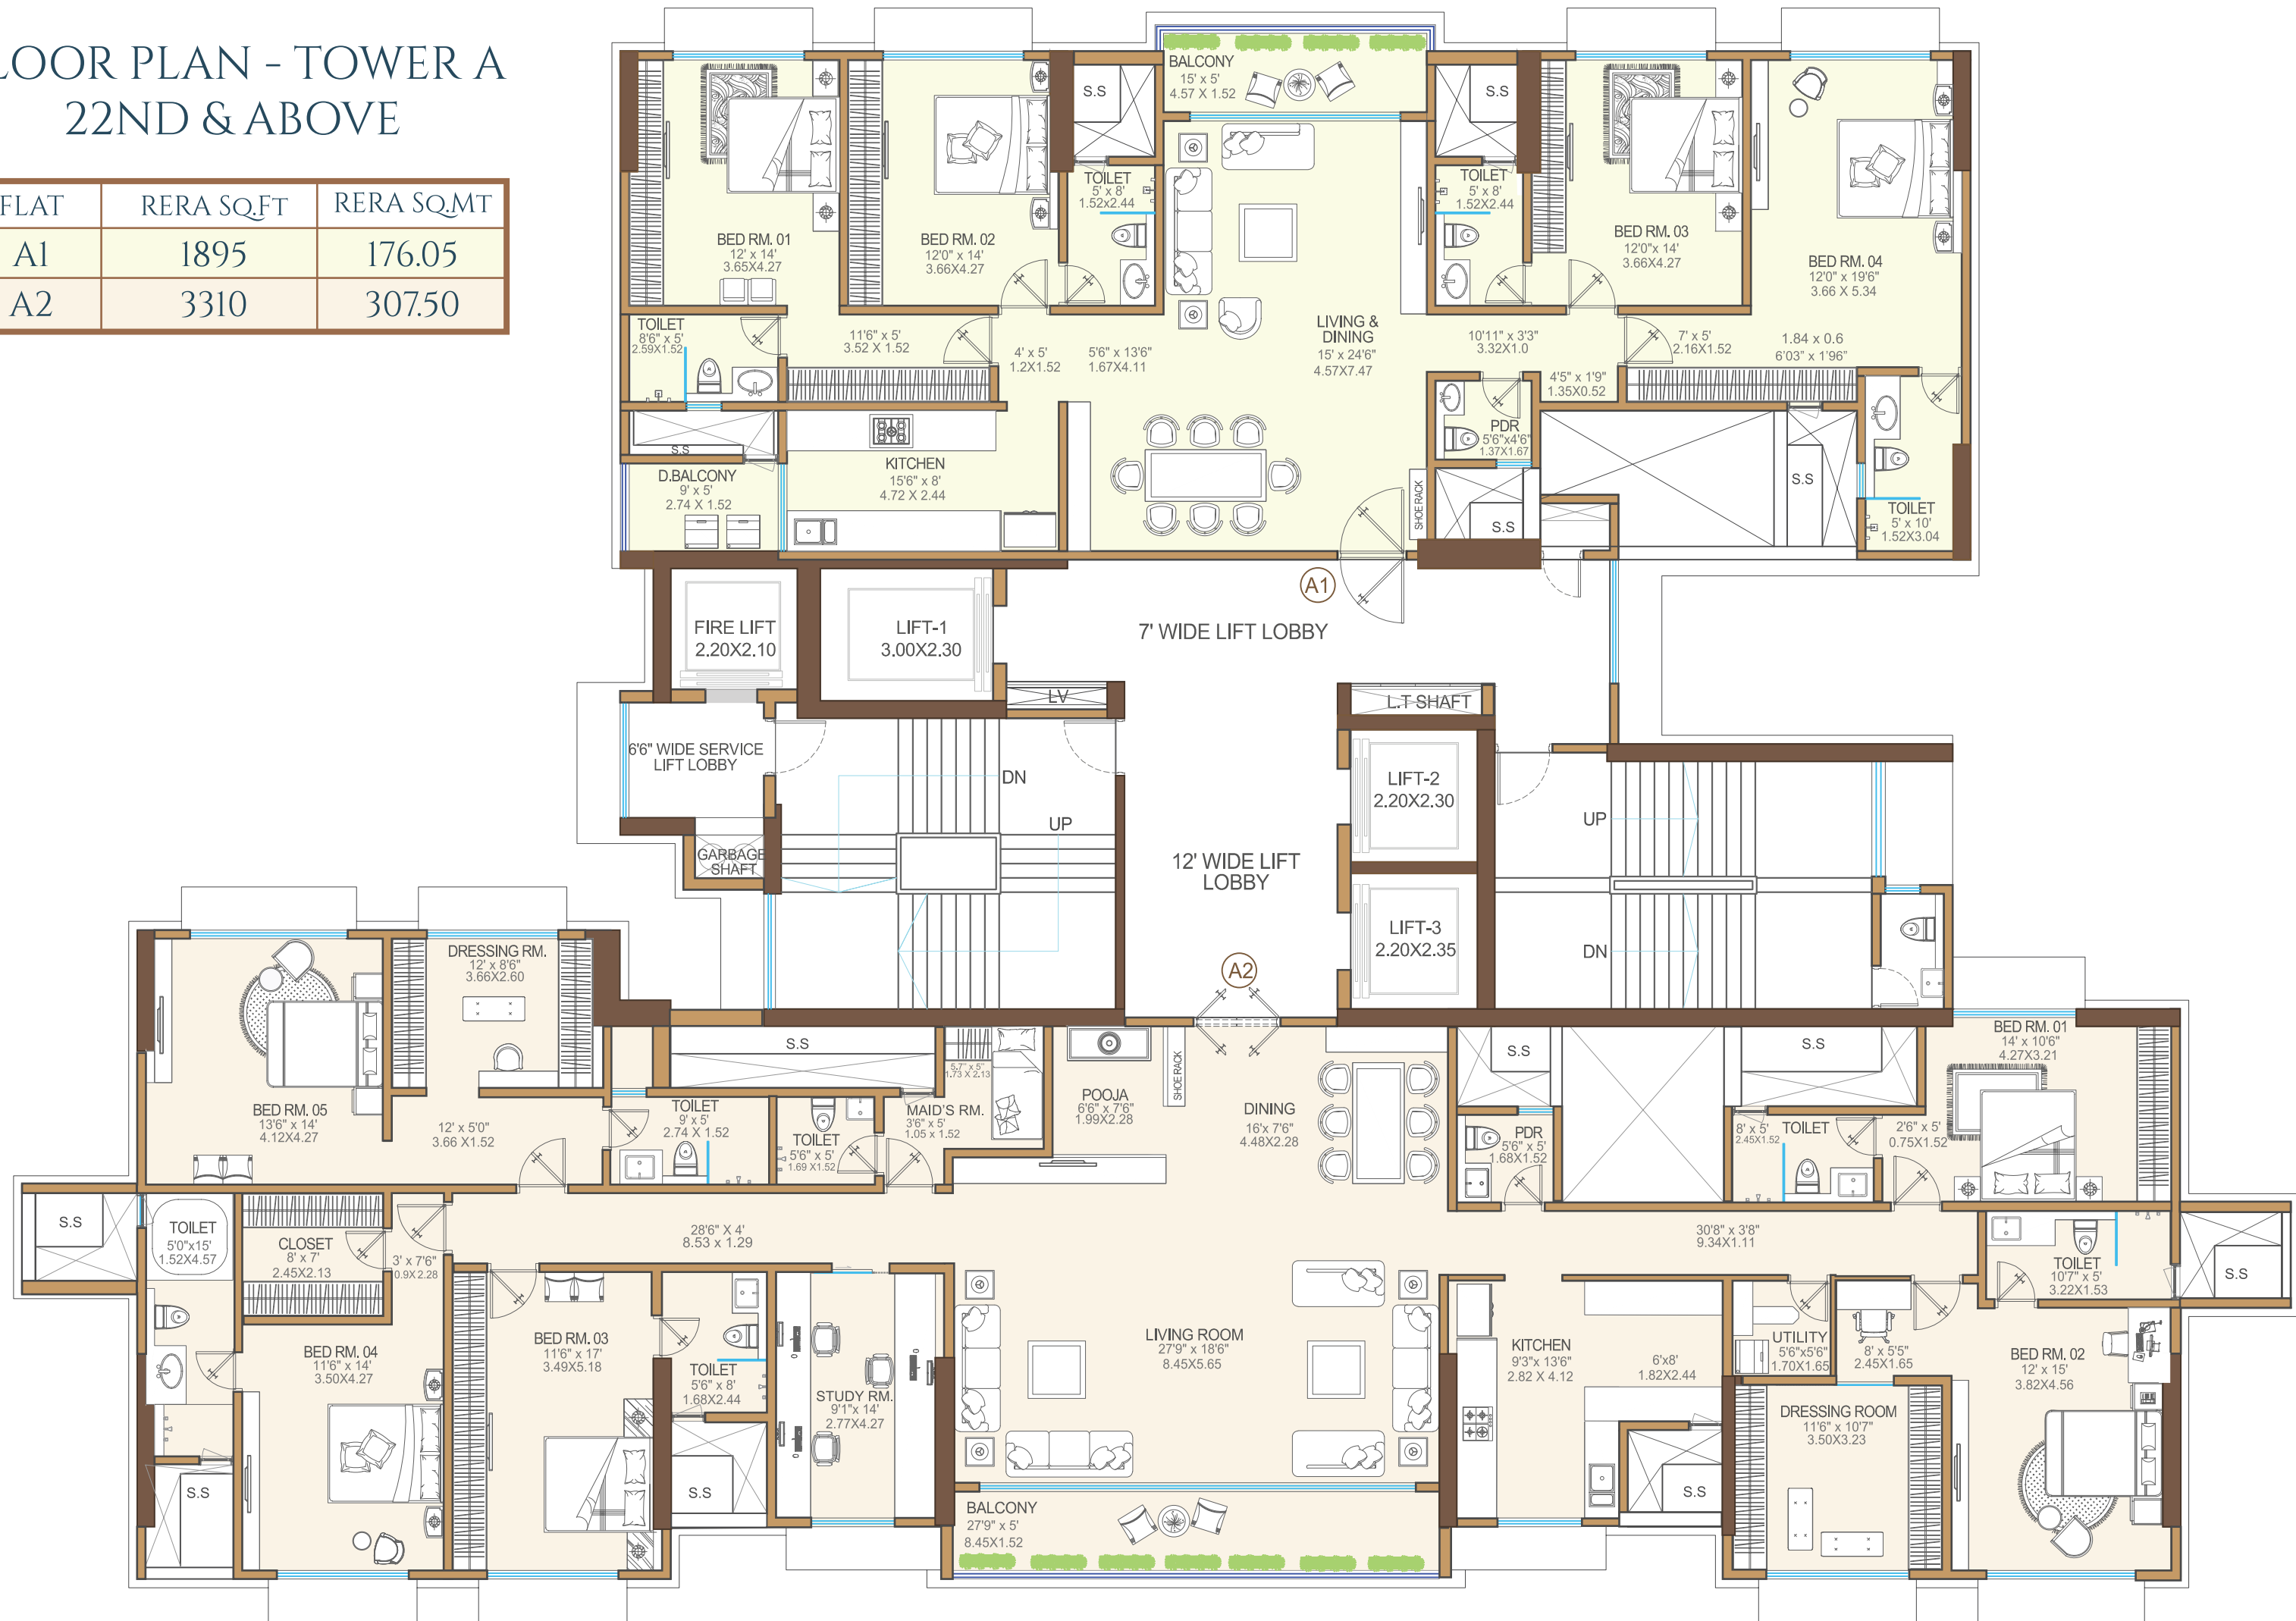 LOOR PLAN - TOWER A
22ND & ABOVE
FLAT RERA SQ.FT RERA SQ.MT
A1 1895 176.05
A2 3310 307.50
BALCONY
15' x 5'
4.57 X 1.52
S.S
S.S
TOILET
5' x 8'
1.52x2.44
TOILET
5' x 8'
1.52X2.44
BED RM. 01
12' x 14'
3.65X4.27
BED RM. 02
12'0" x 14'
3.66X4.27
BED RM. 03
12'0"x 14'
3.66X4.27
BED RM. 04
12'0" x 19'6"
3.66 X 5.34
TOILET
8'6" x 5'
2.59X1.52
11'6" x 5'
3.52 X 1.52
4' x 5'
1.2X1.52
5'6" x 13'6"
1.67X4.11
LIVING &
DINING
15' x 24'6"
4.57X7.47
10'11" x 3'3"
3.32X1.0
7' x 5'
2.16X1.52
1.84 x 0.6
6'03" x 1'96"
4'5" x 1'9"
1.35X0.52
PDR
5'6"x4'6"
1.37X1.67
S.S
D.BALCONY
9' x 5'
2.74 X 1.52
KITCHEN
15'6" x 8'
4.72 X 2.44
SHOE RACK
S.S
S.S
TOILET
5' x 10'
1.52X3.04
A1
FIRE LIFT
2.20X2.10
LIFT-1
3.00X2.30
7' WIDE LIFT LOBBY
LV
L.T SHAFT
6'6" WIDE SERVICE
LIFT LOBBY
DN
UP
GARBAGE
SHAFT
LIFT-2
2.20X2.30
12' WIDE LIFT
LOBBY
LIFT-3
2.20X2.35
UP
DN
A2
DRESSING RM.
12' x 8'6"
3.66X2.60
BED RM. 05
13'6" x 14'
4.12X4.27
12' x 5'0"
3.66 X1.52
S.S
TOILET
9' x 5'
2.74 X 1.52
TOILET
5'6" x 5'
1.69 X1.52
5.7" x 5"
1.73 X 2.13
MAID'S RM.
3'6" x 5'
1.05 x 1.52
POOJA
6'6" x 7'6"
1.99X2.28
SHOE RACK
DINING
16'x 7'6"
4.48X2.28
S.S
PDR
5'6" x 5'
1.68X1.52
S.S
8' x 5'
2.45X1.52
TOILET
2'6" x 5'
0.75X1.52
BED RM. 01
14' x 10'6"
4.27X3.21
S.S
TOILET
5'0"x15'
1.52X4.57
CLOSET
8' x 7'
2.45X2.13
3' x 7'6"
0.9X2.28
28'6" X 4'
8.53 x 1.29
30'8" x 3'8"
9.34X1.11
TOILET
10'7" x 5'
3.22X1.53
S.S
BED RM. 04
11'6" x 14'
3.50X4.27
BED RM. 03
11'6" x 17'
3.49X5.18
TOILET
5'6" x 8'
1.68X2.44
STUDY RM.
9'1"x 14'
2.77X4.27
LIVING ROOM
27'9" x 18'6"
8.45X5.65
KITCHEN
9'3"x 13'6"
2.82 X 4.12
6'x8'
1.82X2.44
UTILITY
5'6"x5'6"
1.70X1.65
8' x 5'5"
2.45X1.65
BED RM. 02
12' x 15'
3.82X4.56
DRESSING ROOM
11'6" x 10'7"
3.50X3.23
S.S
S.S
S.S
BALCONY
27'9" x 5'
8.45X1.52